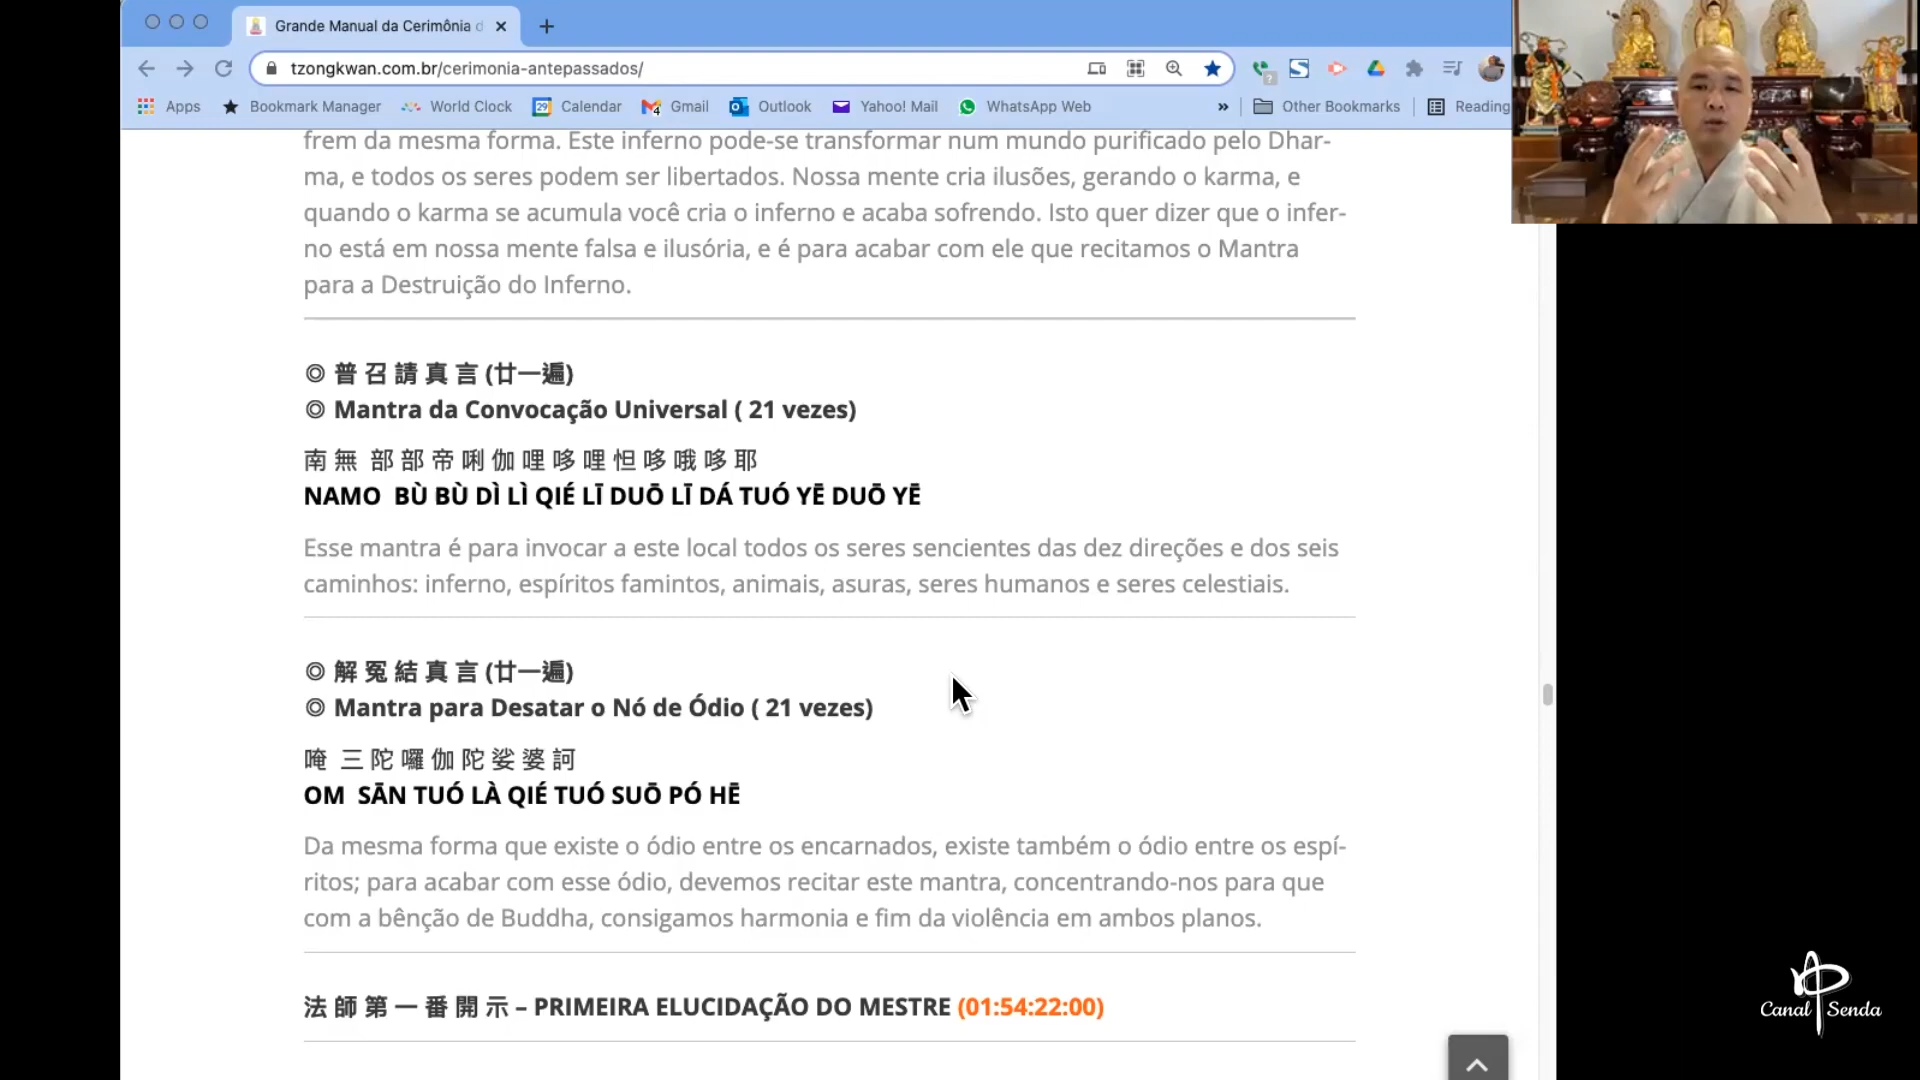 Grande Manual da Cerimônia d
tzongkwan.com.br/cerimonia-antepassados/
Apps Bookmark Manager World Clock Calendar Gmail Outlook Yahoo! Mail WhatsApp Web » Other Bookmarks Reading
frem da mesma forma. Este inferno pode-se transformar num mundo purificado pelo Dhar-
ma, e todos os seres podem ser libertados. Nossa mente cria ilusões, gerando o karma, e
quando o karma se acumula você cria o inferno e acaba sofrendo. Isto quer dizer que o infer-
no está em nossa mente falsa e ilusória, e é para acabar com ele que recitamos o Mantra
para a Destruição do Inferno.
◎ 普 召 請 真 言 (廿一遍)
◎ Mantra da Convocação Universal ( 21 vezes)
南 無 部 部 帝 唎 伽 哩 哆 哩 怛 哆 哦 哆 耶
NAMO BÙ BÙ DÌ LÌ QIÉ LĪ DUŌ LĪ DÁ TUÓ YĒ DUŌ YĒ
Esse mantra é para invocar a este local todos os seres sencientes das dez direções e dos seis
caminhos: inferno, espíritos famintos, animais, asuras, seres humanos e seres celestiais.
◎ 解 冤 結 真 言 (廿一遍)
◎ Mantra para Desatar o Nó de Ódio ( 21 vezes)
唵 三 陀 囉 伽 陀 娑 婆 訶
OM SĀN TUÓ LÀ QIÉ TUÓ SUŌ PÓ HĒ
Da mesma forma que existe o ódio entre os encarnados, existe também o ódio entre os espí-
ritos; para acabar com esse ódio, devemos recitar este mantra, concentrando-nos para que
com a bênção de Buddha, consigamos harmonia e fim da violência em ambos planos.
法 師 第 一 番 開 示 – PRIMEIRA ELUCIDAÇÃO DO MESTRE (01:54:22:00)
Canal Senda